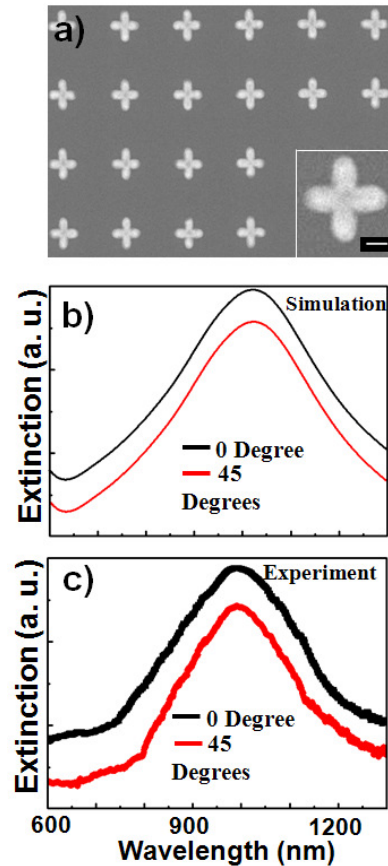 a)
b)
Simulation
0 Degree
45
Degrees
Extinction (a. u.)
c)
Experiment
0 Degree
45
Degrees
Extinction (a. u.)
600 900 1200
Wavelength (nm)